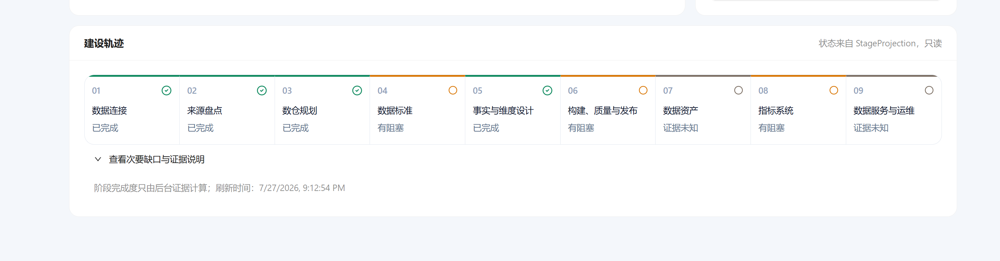 建设轨迹
状态来自 StageProjection，只读
01
数据连接
已完成
02
来源盘点
已完成
03
数仓规划
已完成
04
数据标准
有阻塞
05
事实与维度设计
已完成
06
构建、质量与发布
有阻塞
07
数据资产
证据未知
08
指标系统
有阻塞
09
数据服务与运维
证据未知
查看次要缺口与证据说明
阶段完成度只由后台证据计算；刷新时间：7/27/2026, 9:12:54 PM